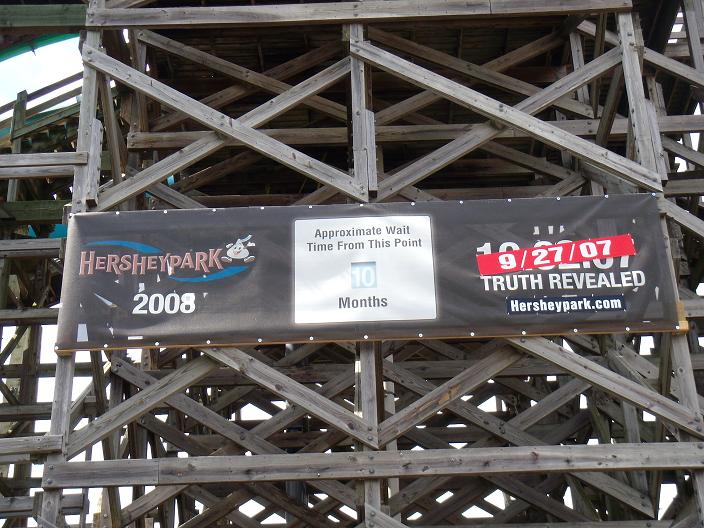 HERSHEYPARK
2008
Approximate Wait
Time From This Point
10
Months
9/27/07
TRUTH REVEALED
Hersheypark.com